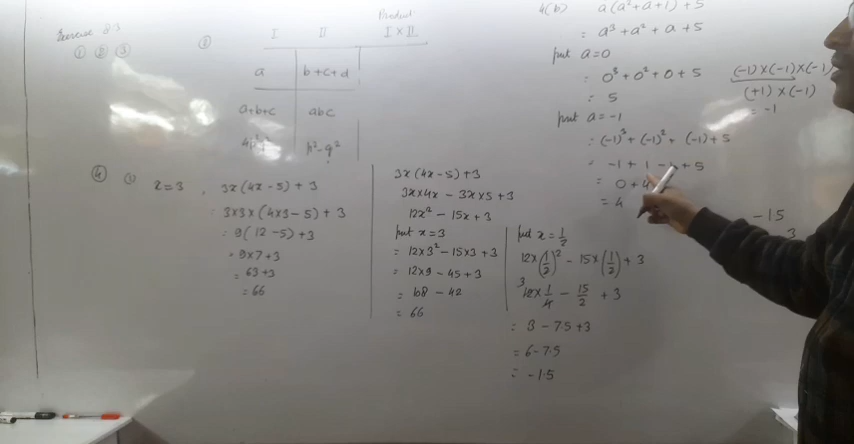 Exercise 8.3
① ② ③
I II Product I × II
a b+c+d
a+b+c abc
p²-q²
④
x=3, 3x(4x-5)+3
= 3×3×(4×3-5)+3
= 9(12-5)+3
= 9×7+3
= 63+3
= 66
3x(4x-5)+3
3x×4x - 3x×5+3
12x² - 15x+3
put x=3
= 12×3²-15×3+3
= 12×9 - 45+3
= 108 - 42
= 66
put x=1/2
12×(1/2)² - 15×(1/2)+3
3
12×1/4 - 15/2 +3
= 3 - 7.5 +3
= 6-7.5
= -1.5
4(b) a(a²+a+1)+5
= a³+a²+a+5
put a=0
= 0³+0²+0+5
= 5
put a=-1
= (-1)³+(-1)²+(-1)+5
= -1+1-1+5
= 0+4
= 4
(-1)×(-1)×(-1)
(+1)×(-1)
= -1
-1.5
3